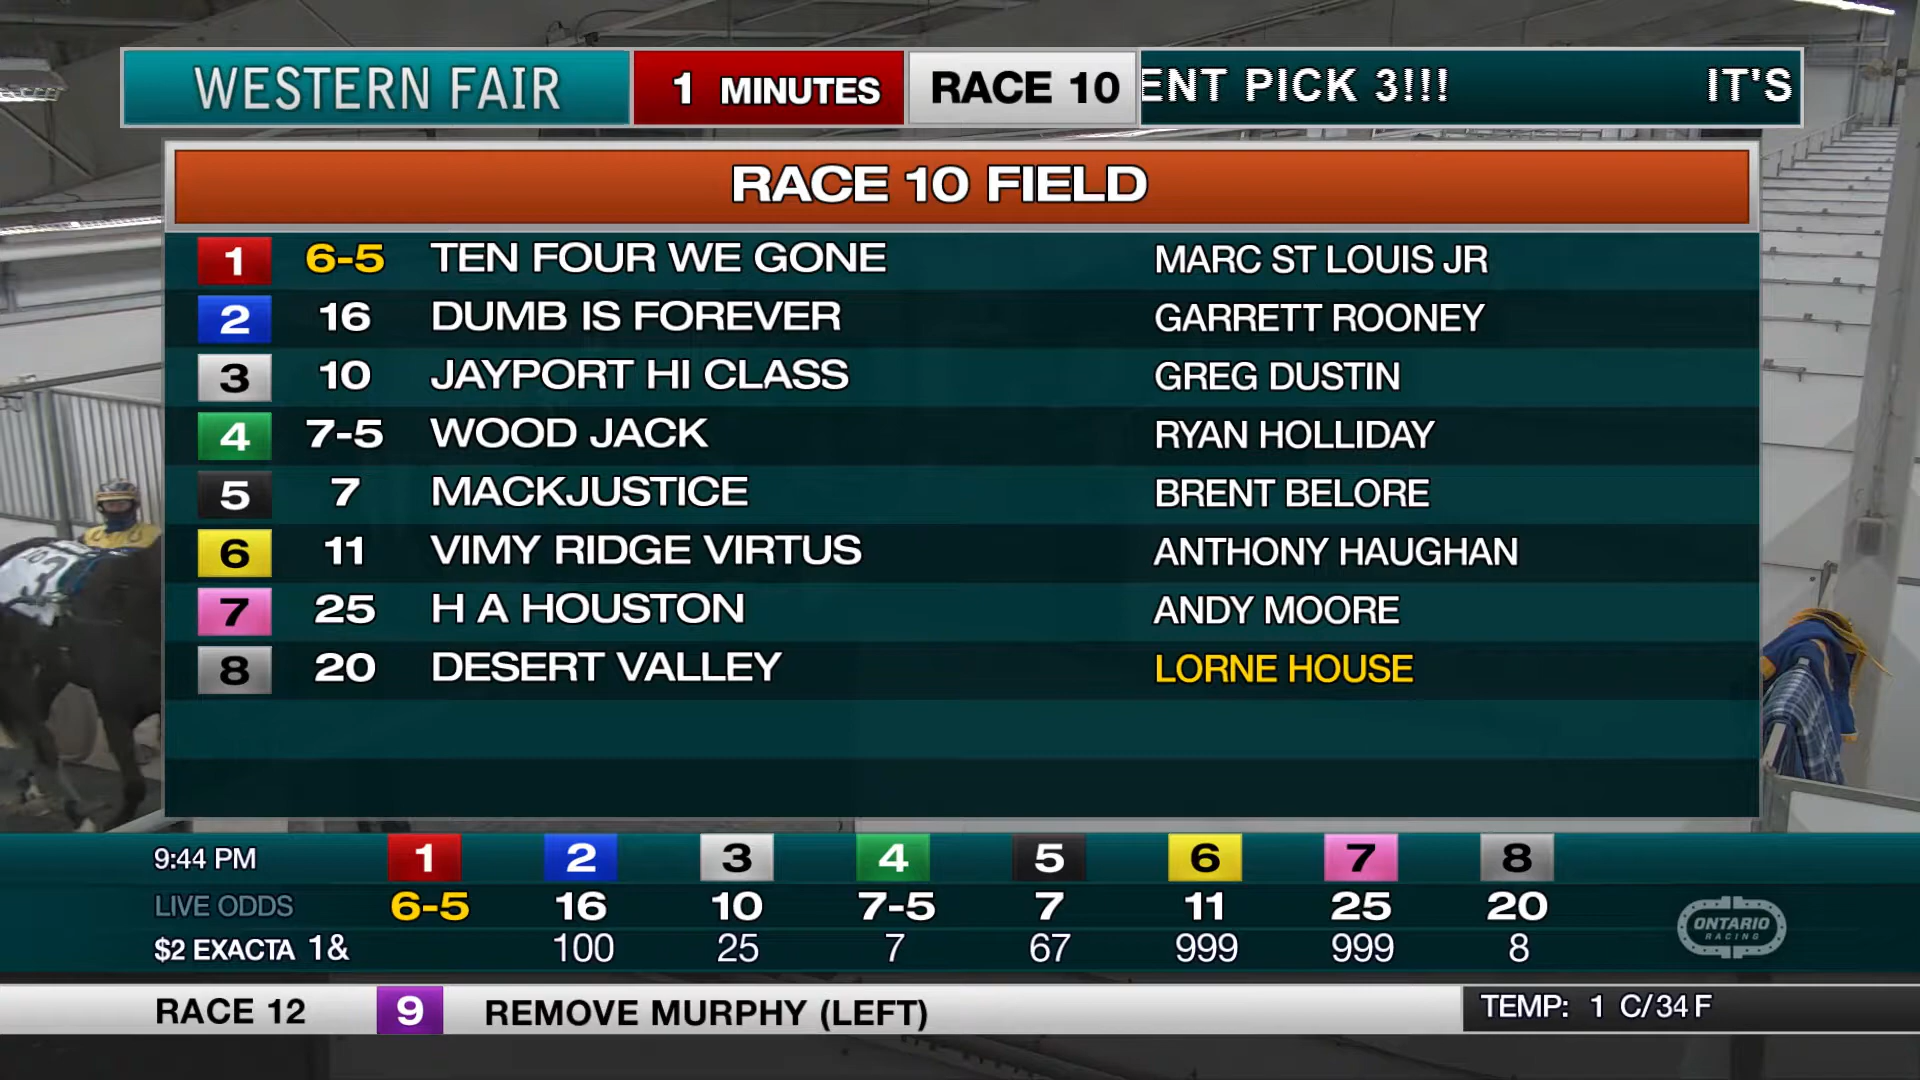 WESTERN FAIR 1 MINUTES RACE 10 ENT PICK 3!!! IT'S
RACE 10 FIELD
1 6-5 TEN FOUR WE GONE MARC ST LOUIS JR
2 16 DUMB IS FOREVER GARRETT ROONEY
3 10 JAYPORT HI CLASS GREG DUSTIN
4 7-5 WOOD JACK RYAN HOLLIDAY
5 7 MACKJUSTICE BRENT BELORE
6 11 VIMY RIDGE VIRTUS ANTHONY HAUGHAN
7 25 H A HOUSTON ANDY MOORE
8 20 DESERT VALLEY LORNE HOUSE
9:44 PM 1 2 3 4 5 6 7 8
LIVE ODDS 6-5 16 10 7-5 7 11 25 20
$2 EXACTA 1& 100 25 7 67 999 999 8
ONTARIO
RACING
RACE 12 9 REMOVE MURPHY (LEFT) TEMP: 1 C/34 F
3